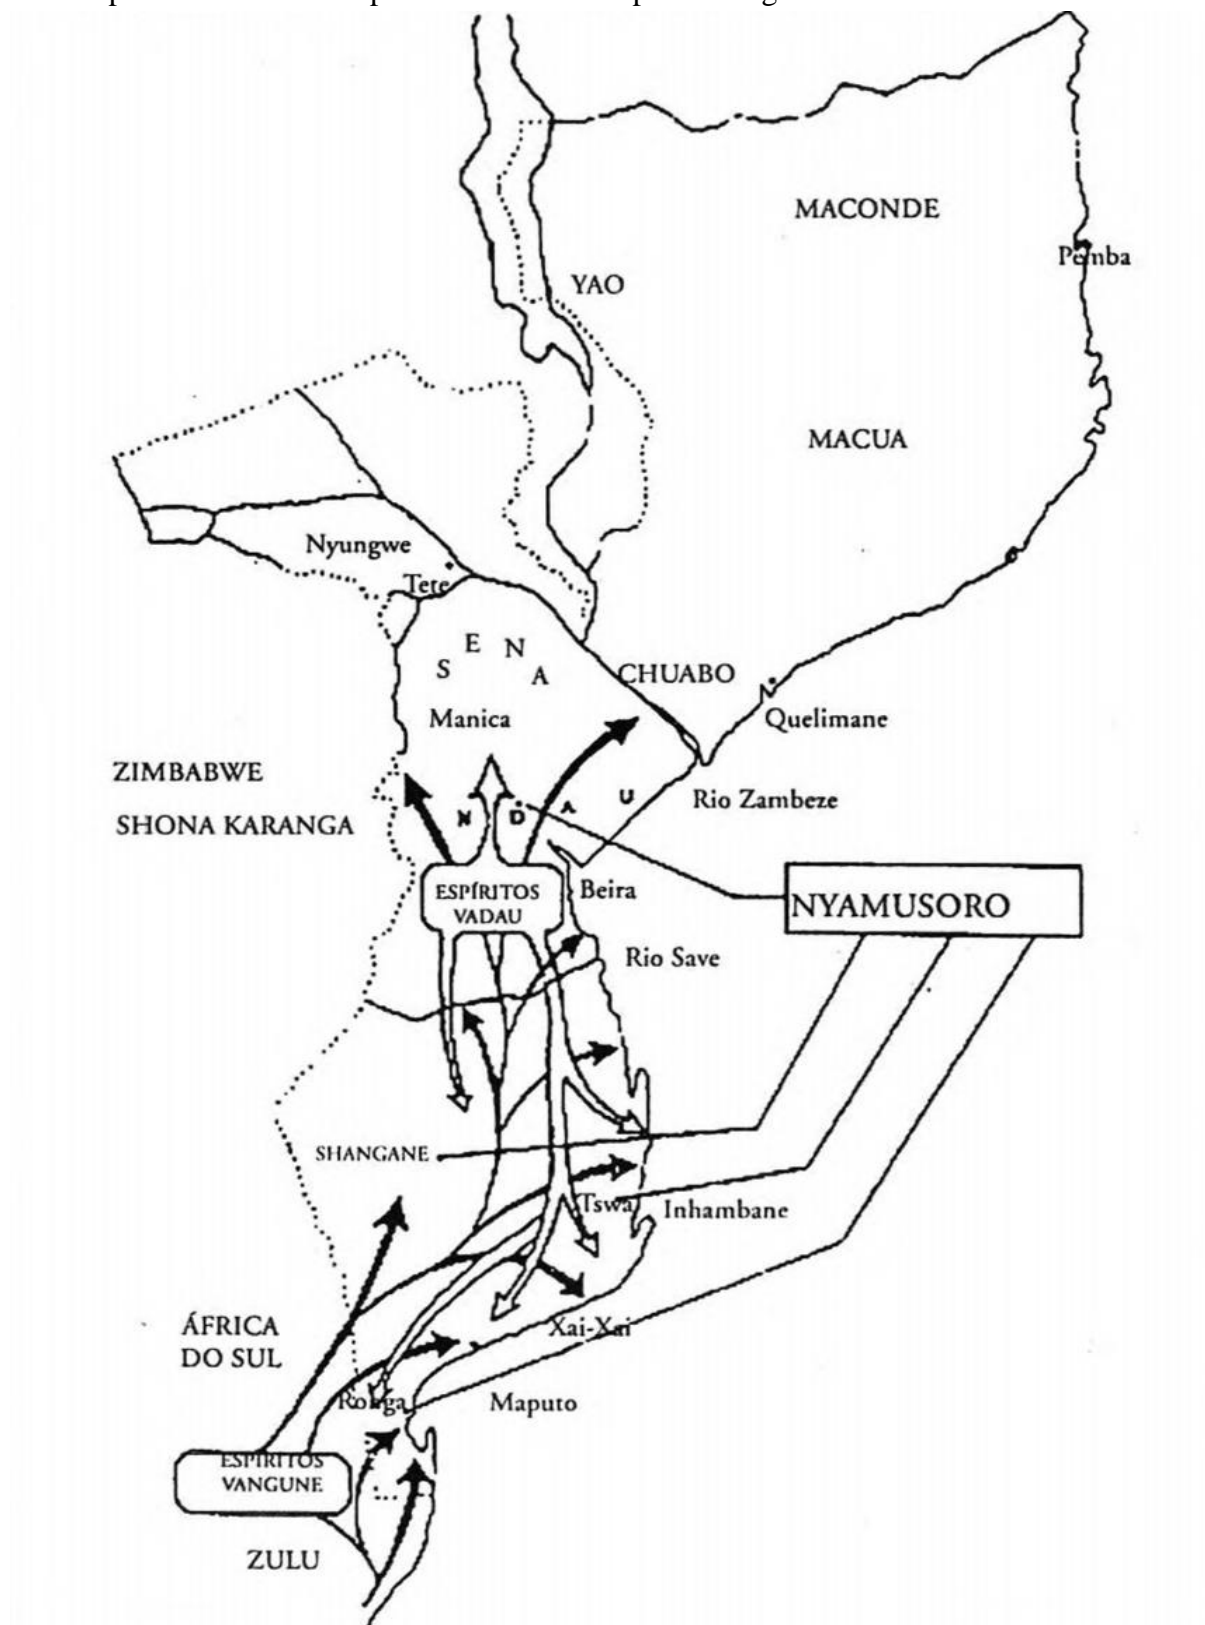 MACONDE
Pemba
YAO
MACUA
Nyungwe
Tete
S E N A
CHUABO
Manica
Quelimane
ZIMBABWE
Rio Zambeze
SHONA KARANGA
N D A U
ESPÍRITOS
VADAU
Beira
NYAMUSORO
Rio Save
SHANGANE
Tswa
Inhambane
ÁFRICA
DO SUL
Xai-Xai
Ronga
Maputo
ESPÍRITOS
VANGUNE
ZULU